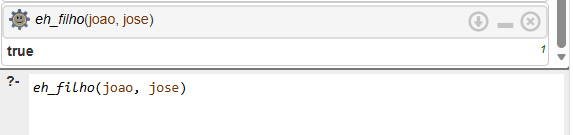 eh_filho(joao, jose)
true 1
?- eh_filho(joao, jose)